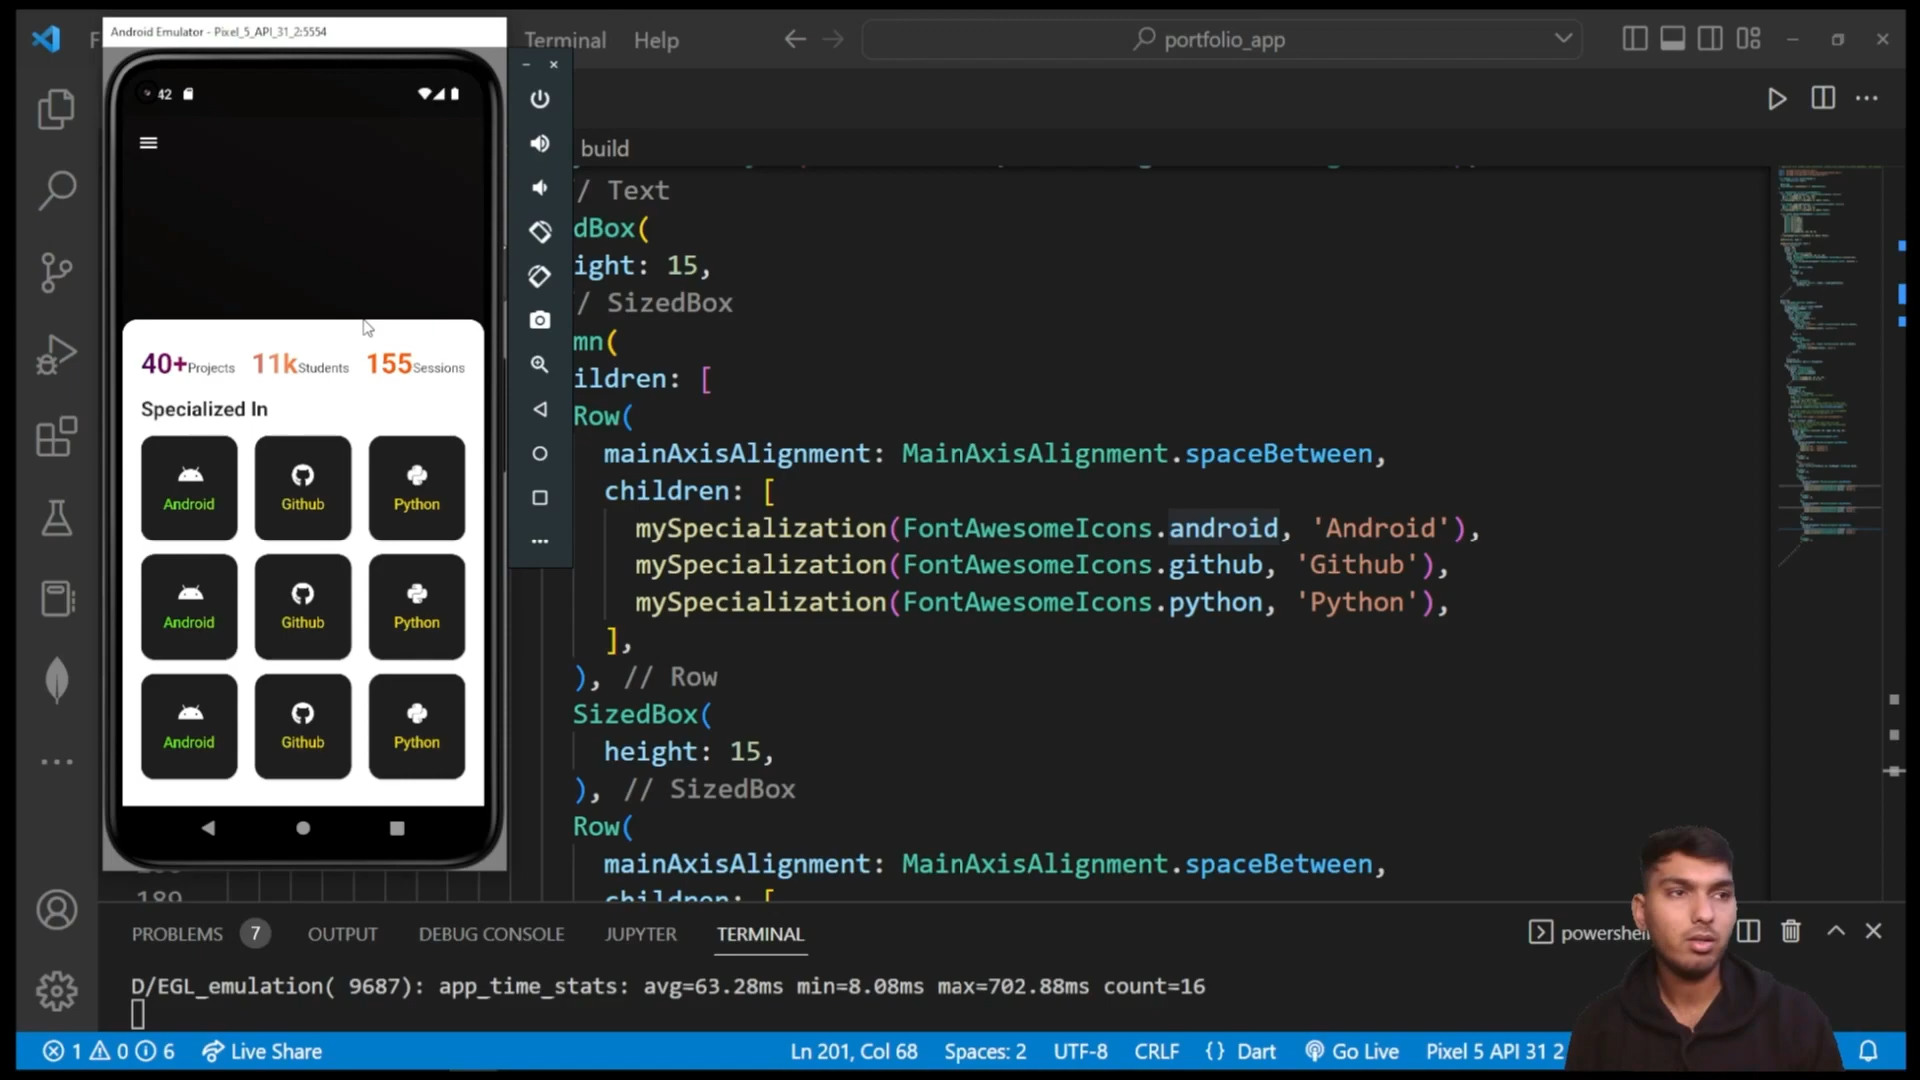 Android Emulator - Pixel_5_API_31_2:5554
Terminal
Help
portfolio_app
42
build
/ Text
dBox(
ight: 15,
/ SizedBox
mn(
ildren: [
Row(
mainAxisAlignment: MainAxisAlignment.spaceBetween,
children: [
mySpecialization(FontAwesomeIcons.android, 'Android'),
mySpecialization(FontAwesomeIcons.github, 'Github'),
mySpecialization(FontAwesomeIcons.python, 'Python'),
],
), // Row
SizedBox(
height: 15,
), // SizedBox
Row(
mainAxisAlignment: MainAxisAlignment.spaceBetween,
children: [
40+Projects 11kStudents 155Sessions
Specialized In
Android Github Python
Android Github Python
Android Github Python
189
PROBLEMS 7 OUTPUT DEBUG CONSOLE JUPYTER TERMINAL
powershell
D/EGL_emulation( 9687): app_time_stats: avg=63.28ms min=8.08ms max=702.88ms count=16
1 0 6 Live Share
Ln 201, Col 68 Spaces: 2 UTF-8 CRLF {} Dart Go Live Pixel 5 API 31 2